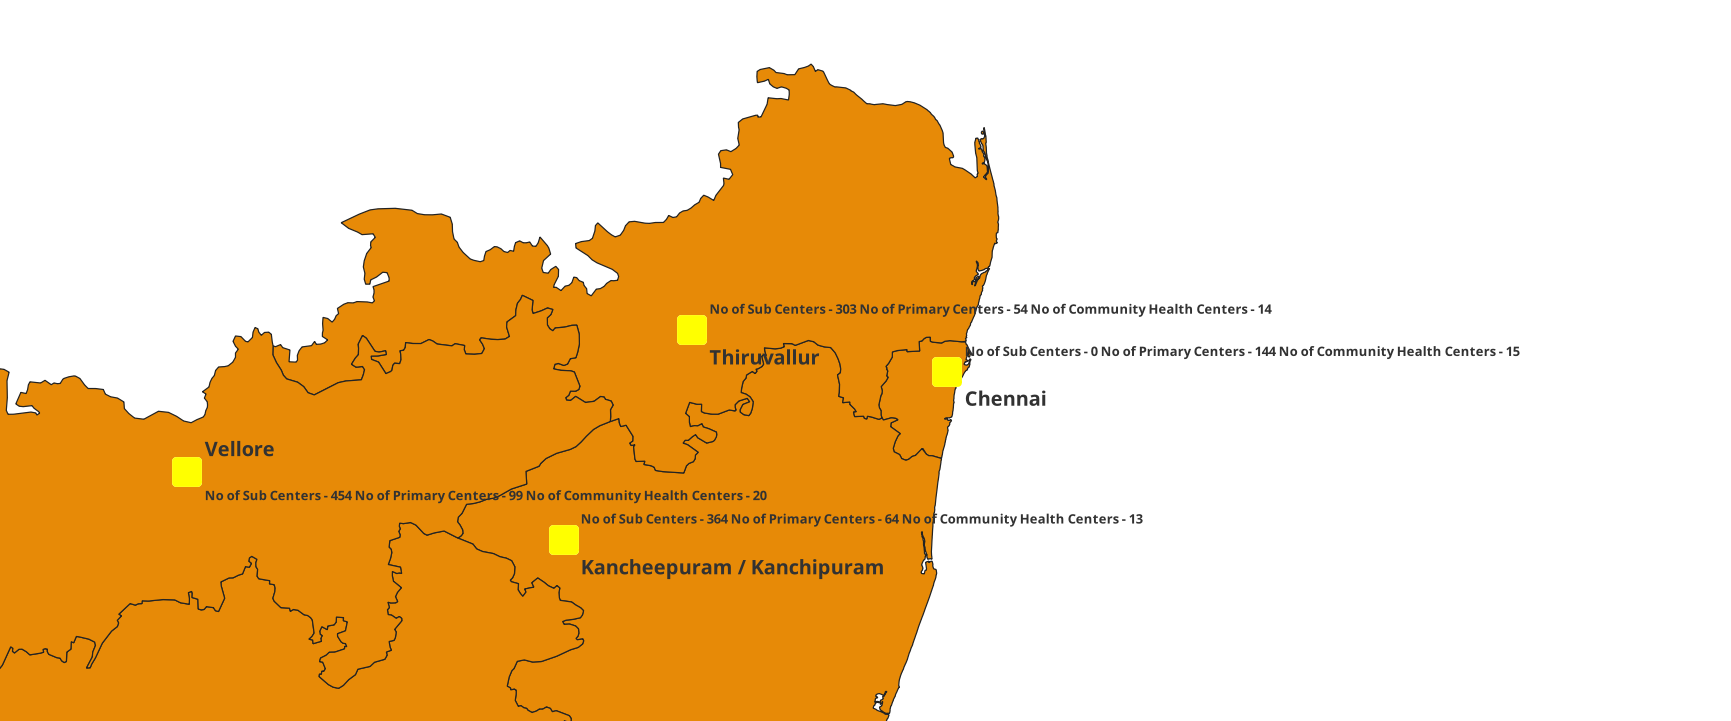 No of Sub Centers - 303 No of Primary Centers - 54 No of Community Health Centers - 14
Thiruvallur
No of Sub Centers - 0 No of Primary Centers - 144 No of Community Health Centers - 15
Chennai
Vellore
No of Sub Centers - 454 No of Primary Centers - 99 No of Community Health Centers - 20
No of Sub Centers - 364 No of Primary Centers - 64 No of Community Health Centers - 13
Kancheepuram / Kanchipuram